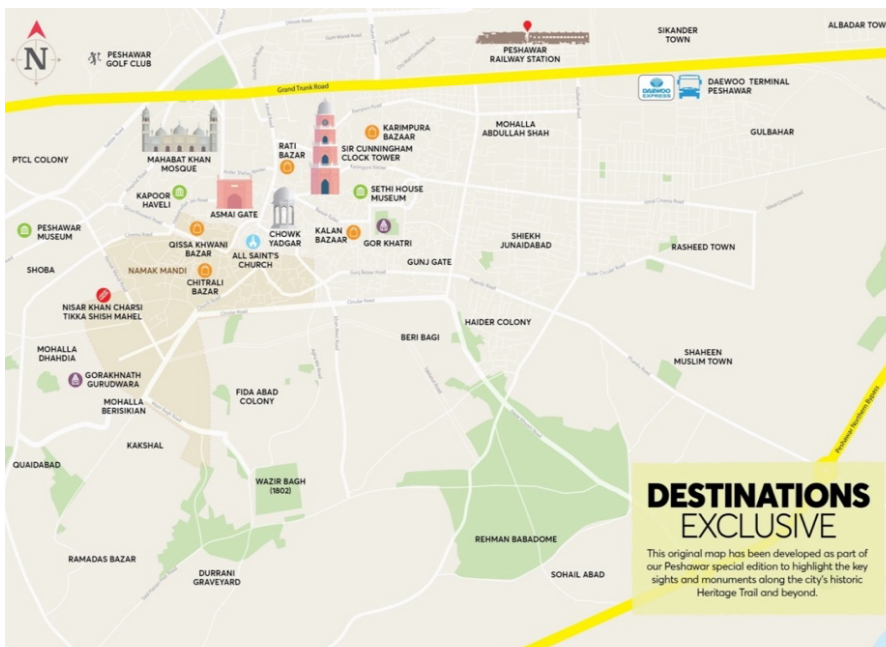 N
PESHAWAR
GOLF CLUB
PESHAWAR
RAILWAY STATION
SIKANDER
TOWN
ALBADAR TOW
Grand Trunk Road
DAEWOO
EXPRESS
DAEWOO TERMINAL
PESHAWAR
KARIMPURA
BAZAAR
MOHALLA
ABDULLAH SHAH
GULBAHAR
PTCL COLONY
MAHABAT KHAN
MOSQUE
RATI
BAZAR
SIR CUNNINGHAM
CLOCK TOWER
KAPOOR
HAVELI
ASMAI GATE
SETHI HOUSE
MUSEUM
PESHAWAR
MUSEUM
QISSA KHWANI
BAZAR
ALL SAINT'S
CHURCH
CHOWK
YADGAR
KALAN
BAZAAR
GOR KHATRI
SHIEKH
JUNAIDABAD
RASHEED TOWN
SHOBA
NAMAK MANDI
CHITRALI
BAZAR
GUNJ GATE
Circular Road
Circular Road
NISAR KHAN CHARSI
TIKKA SHISH MAHEL
BERI BAGI
HAIDER COLONY
MOHALLA
DHAHDIA
SHAHEEN
MUSLIM TOWN
GORAKHNATH
GURUDWARA
MOHALLA
BERISIKIAN
FIDA ABAD
COLONY
Peshawar Northern Bypass
KAKSHAL
QUAIDABAD
WAZIR BAGH
(1802)
REHMAN BABADOME
RAMADAS BAZAR
DURRANI
GRAVEYARD
SOHAIL ABAD
DESTINATIONS
EXCLUSIVE
This original map has been developed as part of
our Peshawar special edition to highlight the key
sights and monuments along the city's historic
Heritage Trail and beyond.